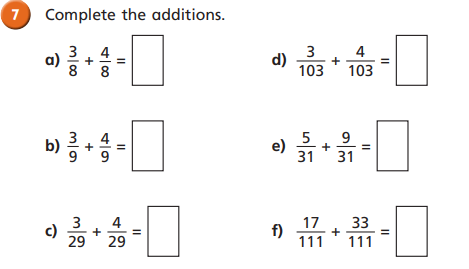 7 Complete the additions.
a) 3/8 + 4/8 =
d) 3/103 + 4/103 =
b) 3/9 + 4/9 =
e) 5/31 + 9/31 =
c) 3/29 + 4/29 =
f) 17/111 + 33/111 =